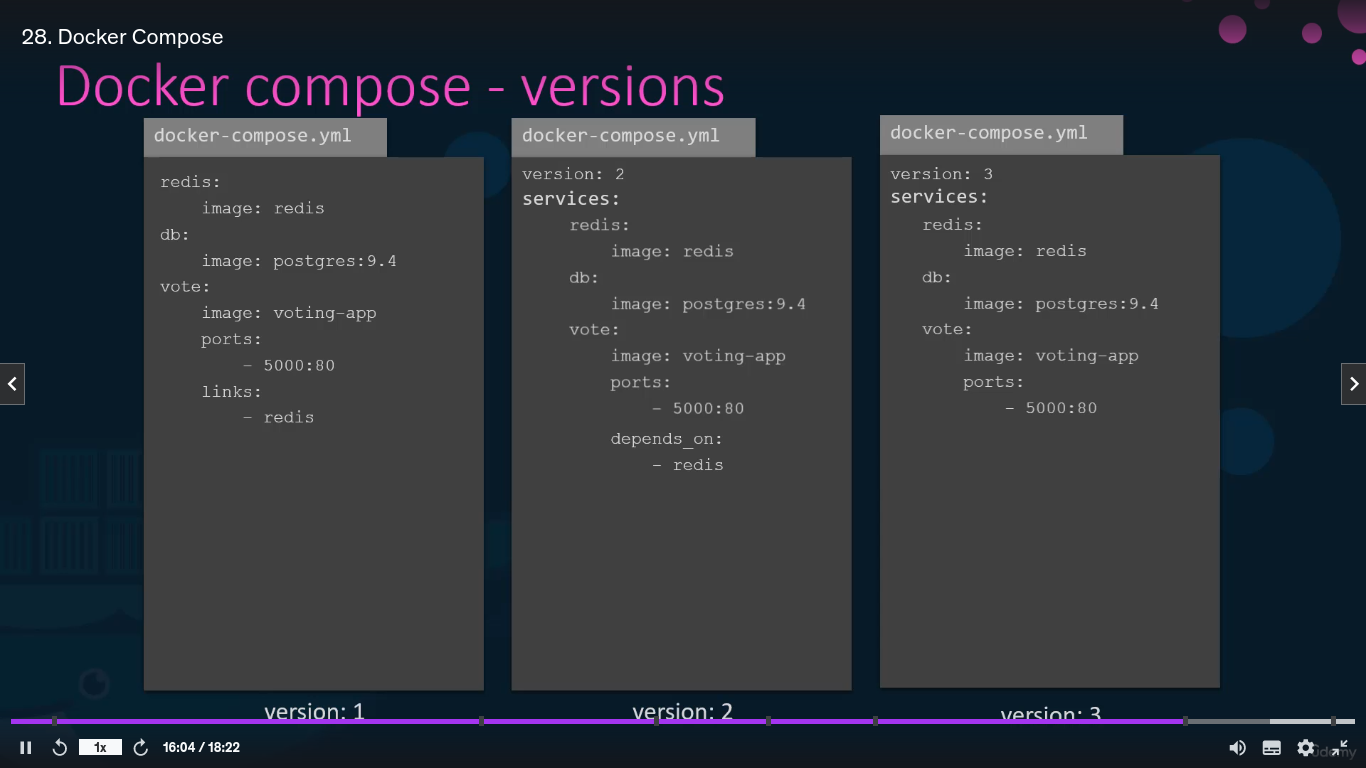 28. Docker Compose
Docker compose - versions
docker-compose.yml
redis:
image: redis
db:
image: postgres:9.4
vote:
image: voting-app
ports:
- 5000:80
links:
- redis
version: 1
docker-compose.yml
version: 2
services:
redis:
image: redis
db:
image: postgres:9.4
vote:
image: voting-app
ports:
- 5000:80
depends_on:
- redis
version: 2
docker-compose.yml
version: 3
services:
redis:
image: redis
db:
image: postgres:9.4
vote:
image: voting-app
ports:
- 5000:80
version: 3
1x
16:04 / 18:22
Udemy